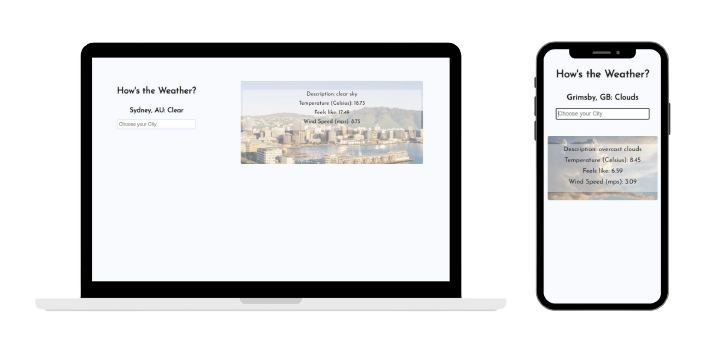 How's the Weather?
Sydney, AU: Clear
Choose your City
Description: clear sky
Temperature (Celsius): 18.73
Feels like: 17.49
Wind Speed (mps): 8.75
How's the Weather?
Grimsby, GB: Clouds
Choose your City
Description: overcast clouds
Temperature (Celsius): 8.45
Feels like: 6.59
Wind Speed (mps): 3.09